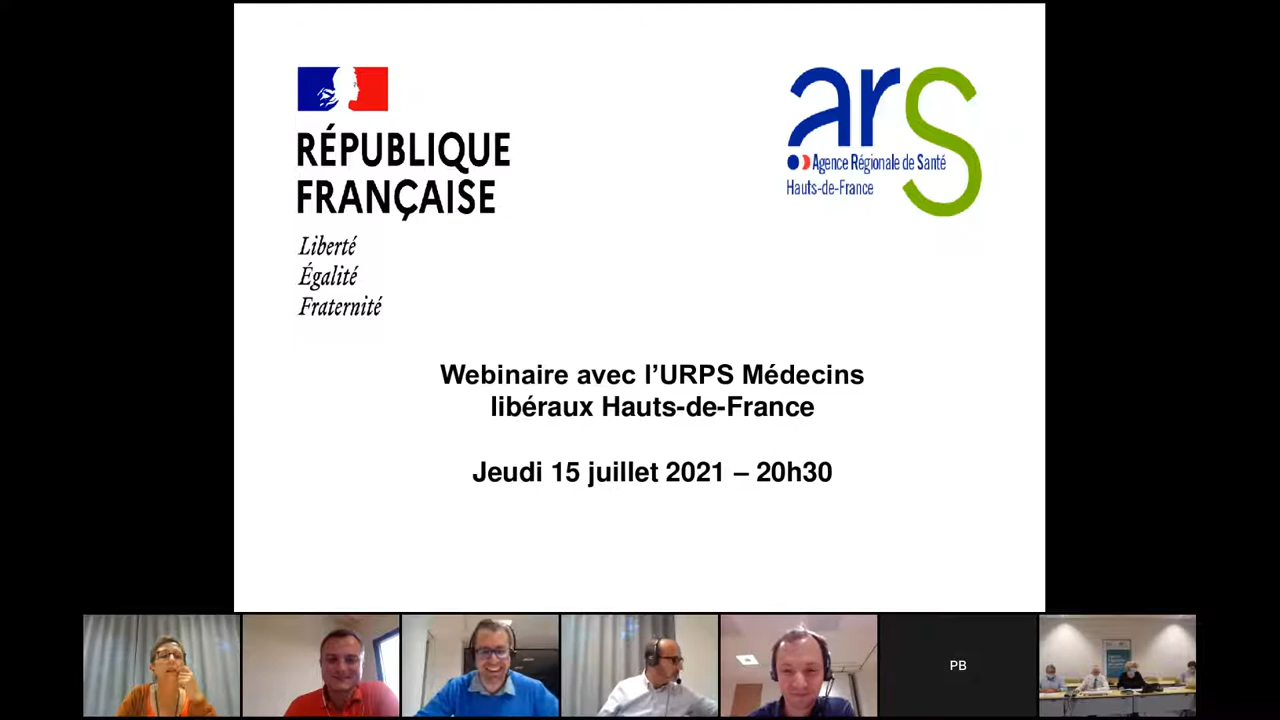 RÉPUBLIQUE
FRANÇAISE
Liberté
Égalité
Fraternité
ars
Agence Régionale de Santé
Hauts-de-France
Webinaire avec l’URPS Médecins
libéraux Hauts-de-France
Jeudi 15 juillet 2021 – 20h30
PB